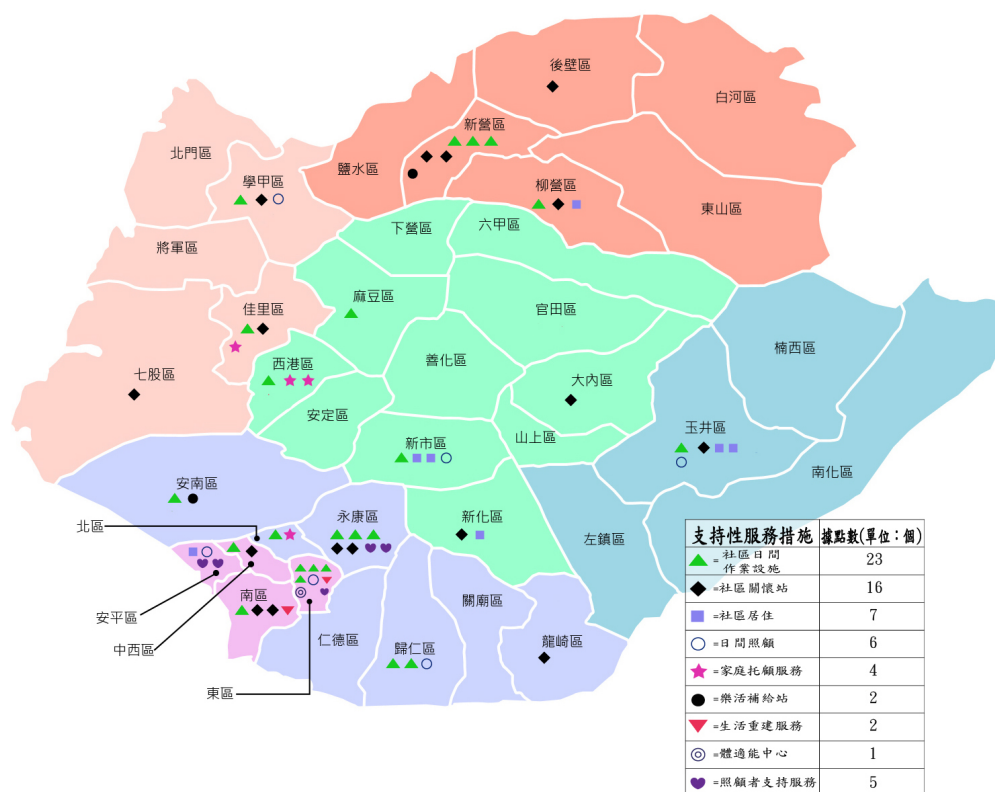 後壁區
白河區
新營區
北門區
鹽水區
學甲區
柳營區
東山區
下營區
六甲區
將軍區
麻豆區
佳里區
官田區
楠西區
西港區
善化區
七股區
大內區
安定區
玉井區
新市區
山上區
南化區
安南區
永康區
北區
新化區
左鎮區
安平區
南區
關廟區
中西區
仁德區
歸仁區
龍崎區
東區
支持性服務措施 據點數(單位：個)
=社區日間
作業設施 23
=社區關懷站 16
=社區居住 7
=日間照顧 6
=家庭托顧服務 4
=樂活補給站 2
=生活重建服務 2
=體適能中心 1
=照顧者支持服務 5